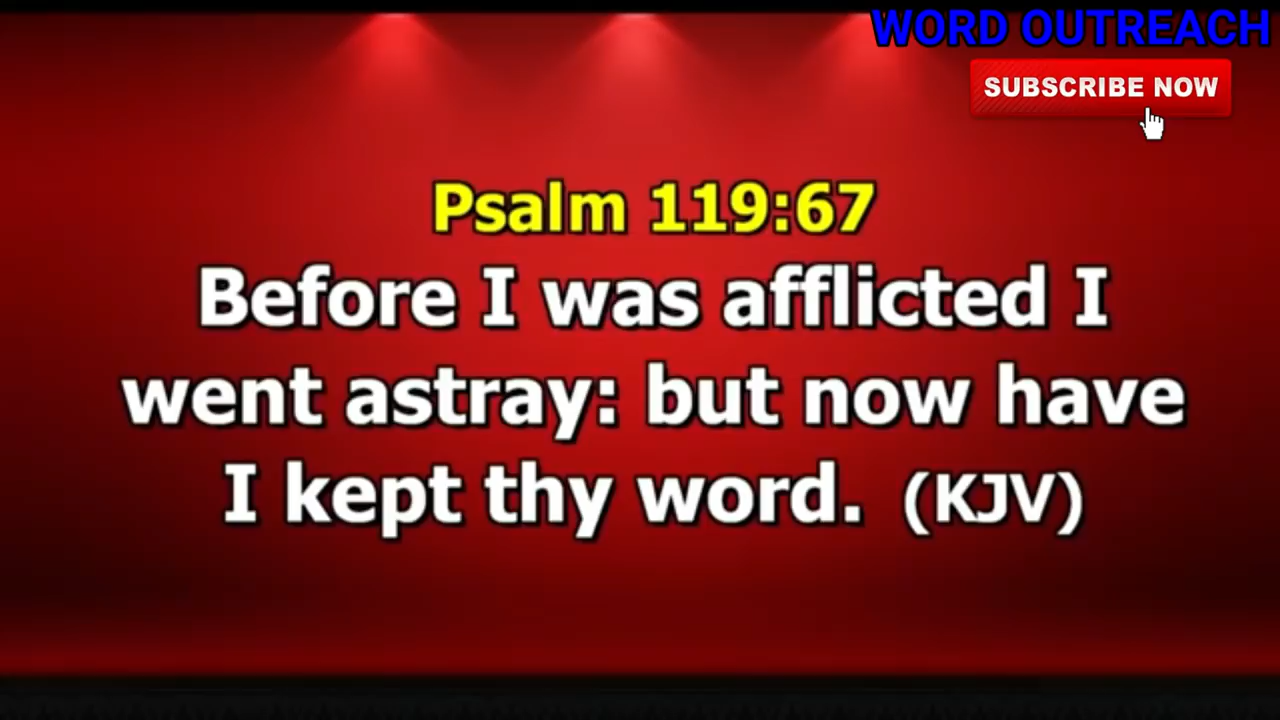 WORD OUTREACH
SUBSCRIBE NOW
Psalm 119:67
Before I was afflicted I
went astray: but now have
I kept thy word. (KJV)